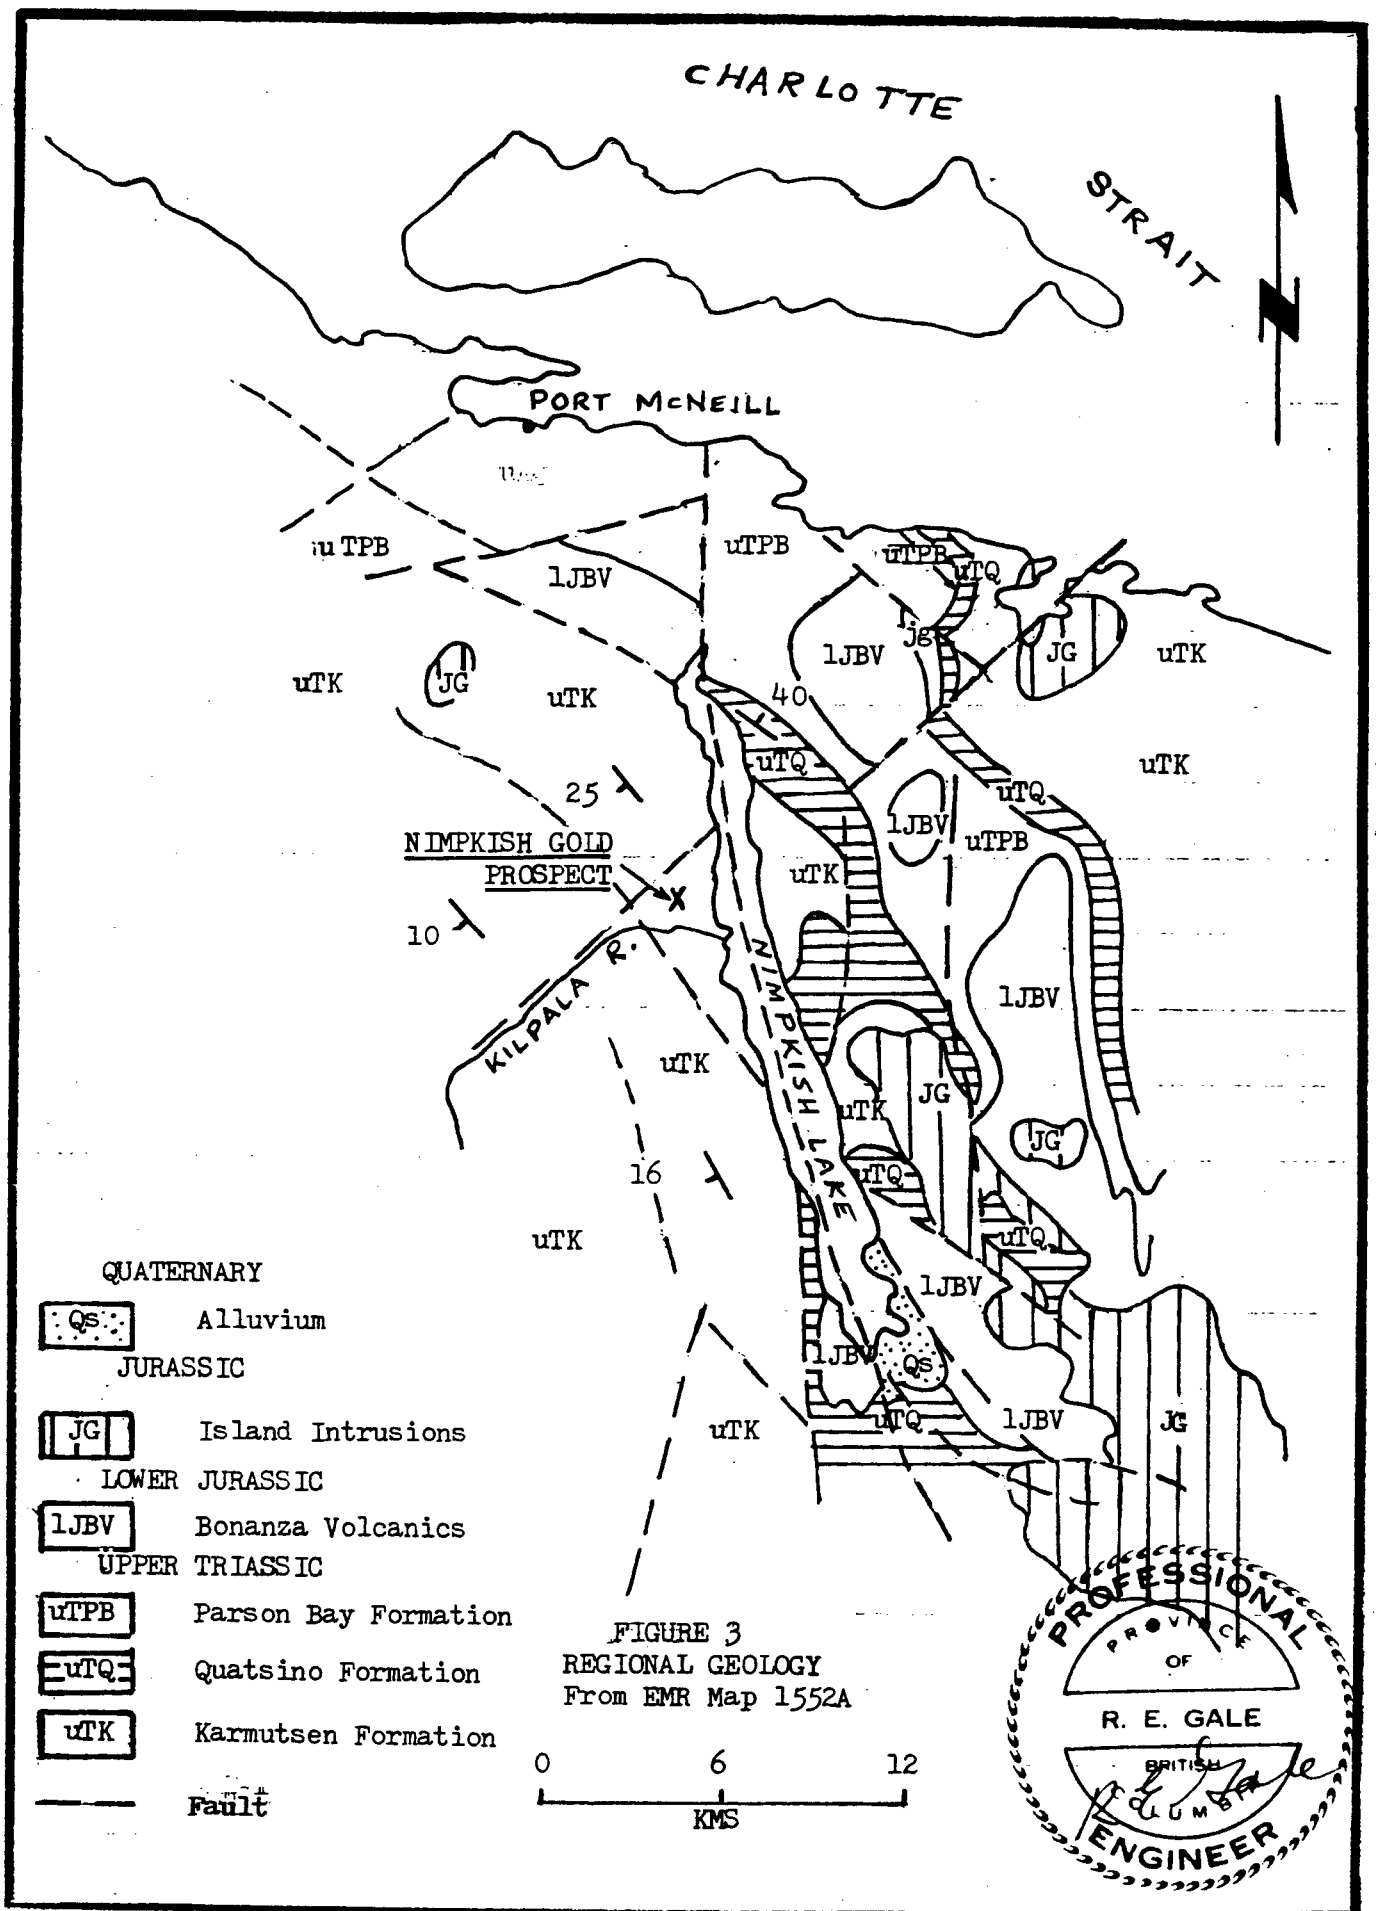 CHARLOTTE
STRAIT
N
PORT McNEILL
uTPB
uTPB
uTPB
uTQ
lJBV
jg
lJBV
JG
uTK
uTK
JG
uTK
40
uTQ
uTK
25
uTQ
lJBV
uTPB
NIMPKISH GOLD
PROSPECT
X
uTK
10
KILPALA R.
NIMPKISH LAKE
lJBV
uTK
JG
uTK
JG
16
uTQ
uTK
uTQ
lJBV
lJBV
Qs
uTK
uTQ
lJBV
JG
QUATERNARY
Qs Alluvium
JURASSIC
JG Island Intrusions
LOWER JURASSIC
lJBV Bonanza Volcanics
UPPER TRIASSIC
uTPB Parson Bay Formation
uTQ Quatsino Formation
uTK Karmutsen Formation
Fault
FIGURE 3
REGIONAL GEOLOGY
From EMR Map 1552A
0 6 12
KMS
PROFESSIONAL
PROVINCE
OF
R. E. GALE
BRITISH
COLUMBIA
ENGINEER